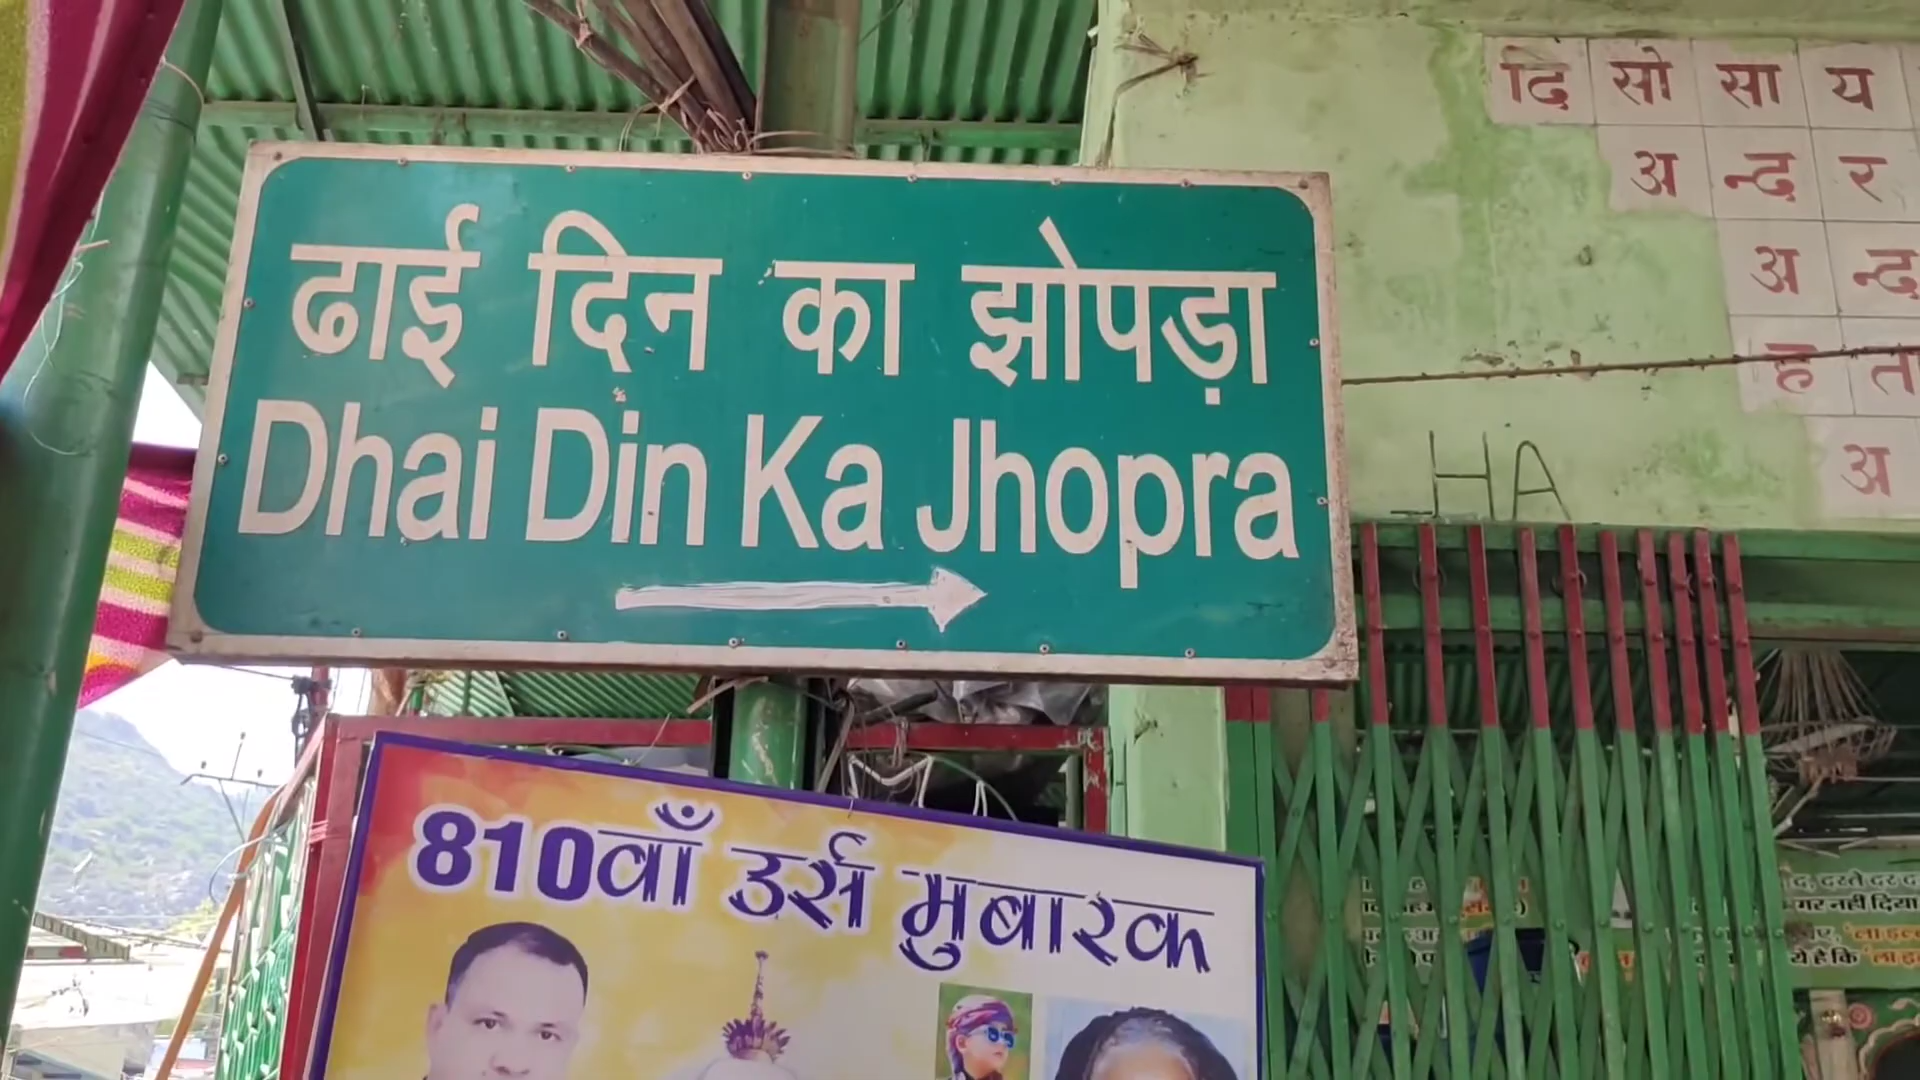 ढाई दिन का झोपड़ा
Dhai Din Ka Jhopra
810वाँ उर्स मुबारक
दि सो सा य
अ न्द र
अ न्द
ह ता
अ
HA